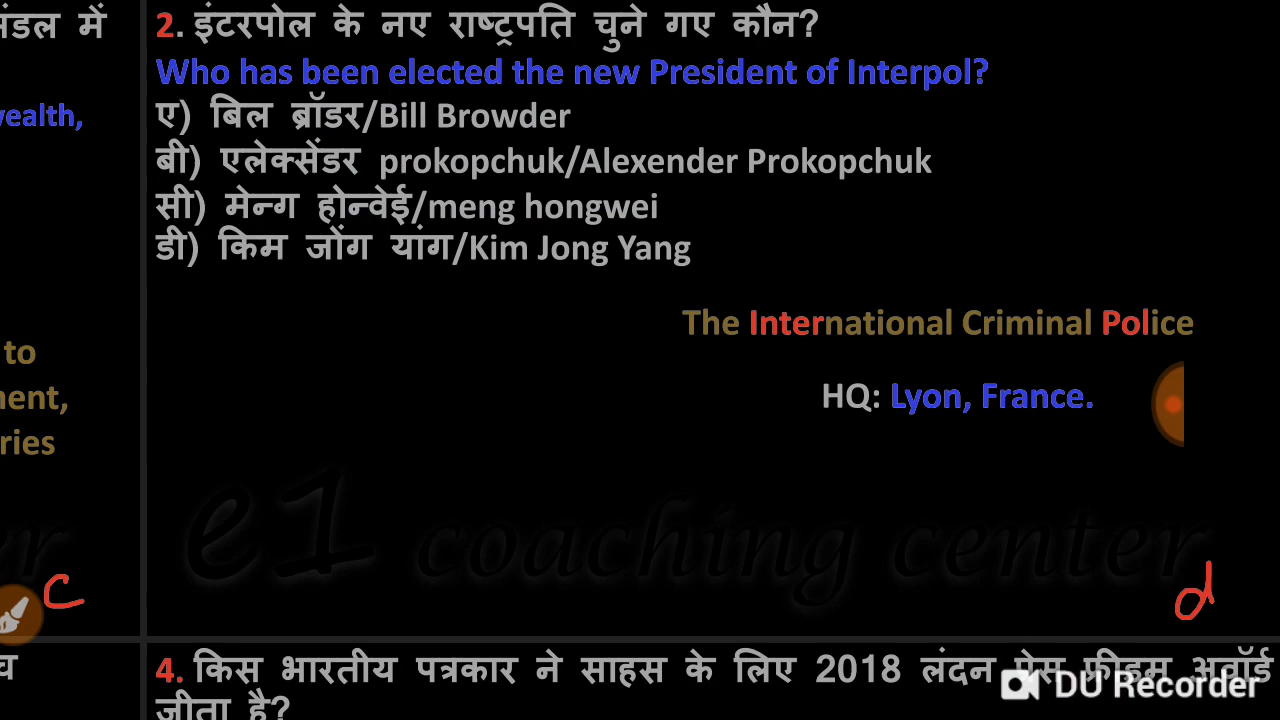 मंडल में
wealth,
to
nent,
ries
c
2. इंटरपोल के नए राष्ट्रपति चुने गए कौन?
Who has been elected the new President of Interpol?
ए) बिल ब्रॉडर/Bill Browder
बी) एलेक्सेंडर prokopchuk/Alexender Prokopchuk
सी) मेन्ग होन्वेई/meng hongwei
डी) किम जोंग यांग/Kim Jong Yang
The International Criminal Police
HQ: Lyon, France.
e1 coaching center
d
4. किस भारतीय पत्रकार ने साहस के लिए 2018 लंदन प्रेस फ्रीडम अवॉर्ड
जीता है?
DU Recorder